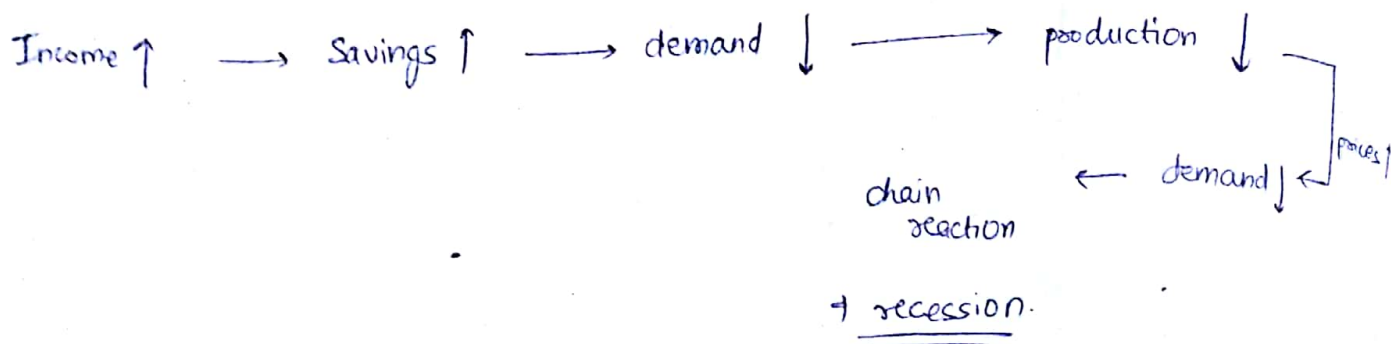 Income ↑ → Savings ↑ → demand ↓ → production ↓
prices↑
chain ← demand↓
reaction
& recession.